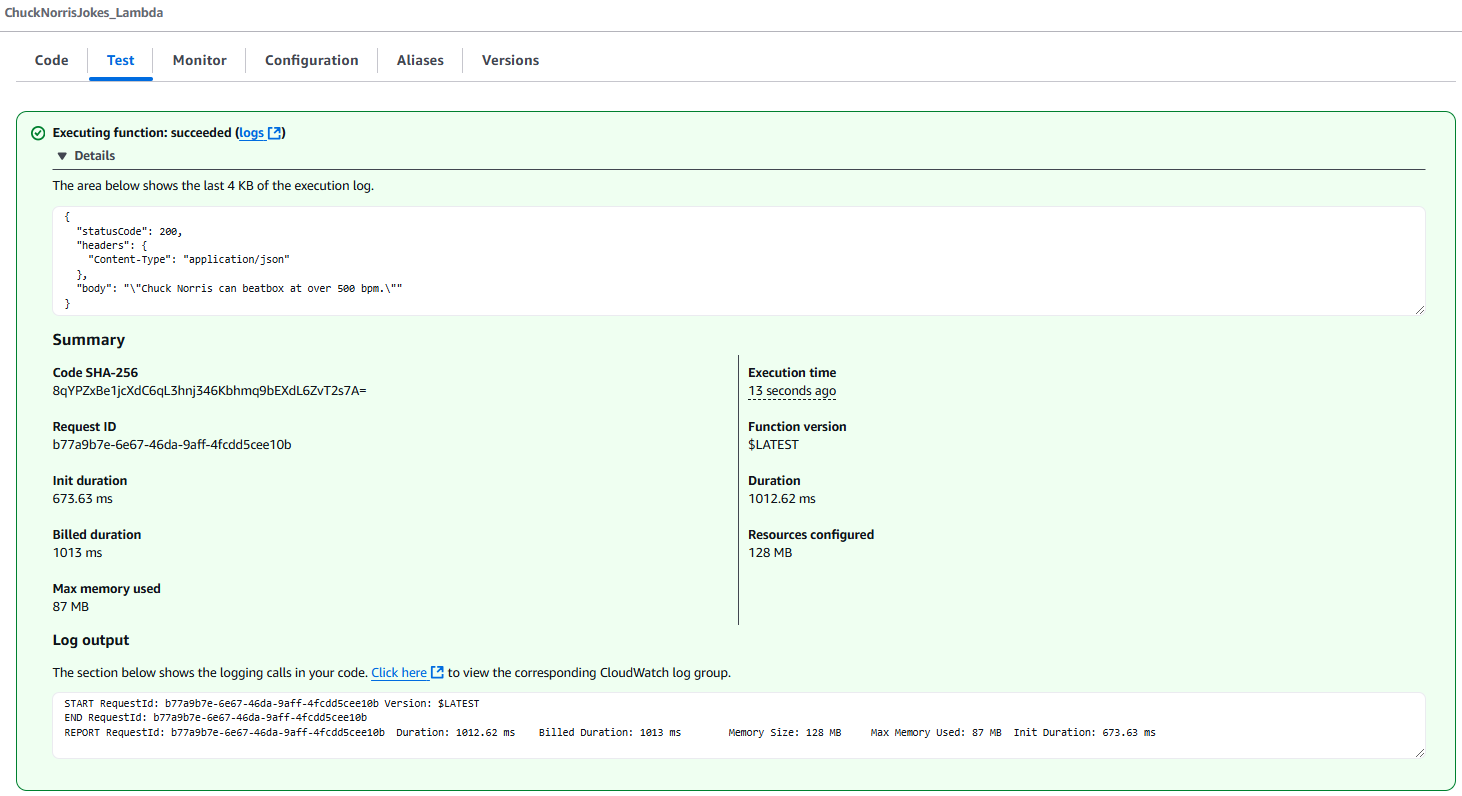 ChuckNorrisJokes_Lambda
Code Test Monitor Configuration Aliases Versions
Executing function: succeeded (logs)
Details
The area below shows the last 4 KB of the execution log.
{
"statusCode": 200,
"headers": {
"Content-Type": "application/json"
},
"body": "\"Chuck Norris can beatbox at over 500 bpm.\""
}
Summary
Code SHA-256
8qYPZxBe1jcXdC6qL3hnj346Kbhmq9bEXdL6ZvT2s7A=
Request ID
b77a9b7e-6e67-46da-9aff-4fcdd5cee10b
Init duration
673.63 ms
Billed duration
1013 ms
Max memory used
87 MB
Execution time
13 seconds ago
Function version
$LATEST
Duration
1012.62 ms
Resources configured
128 MB
Log output
The section below shows the logging calls in your code. Click here to view the corresponding CloudWatch log group.
START RequestId: b77a9b7e-6e67-46da-9aff-4fcdd5cee10b Version: $LATEST
END RequestId: b77a9b7e-6e67-46da-9aff-4fcdd5cee10b
REPORT RequestId: b77a9b7e-6e67-46da-9aff-4fcdd5cee10b Duration: 1012.62 ms Billed Duration: 1013 ms Memory Size: 128 MB Max Memory Used: 87 MB Init Duration: 673.63 ms